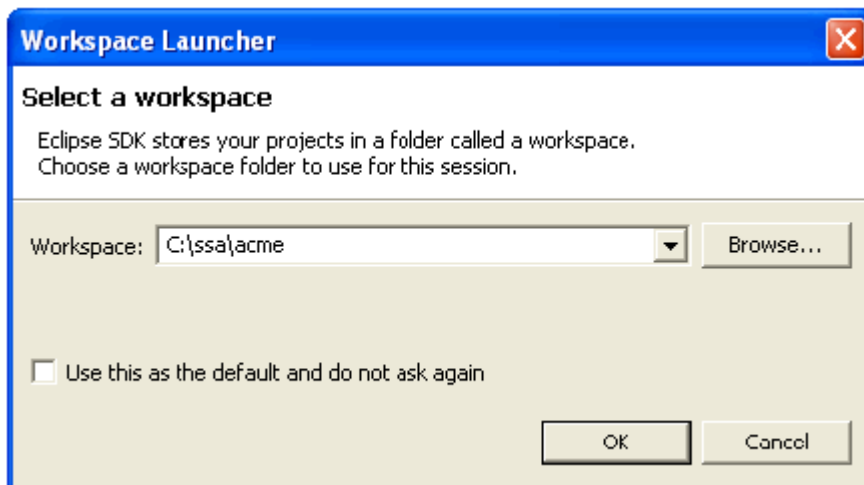 Workspace Launcher
Select a workspace
Eclipse SDK stores your projects in a folder called a workspace.
Choose a workspace folder to use for this session.
Workspace: C:\ssa\acme Browse...
Use this as the default and do not ask again
OK Cancel